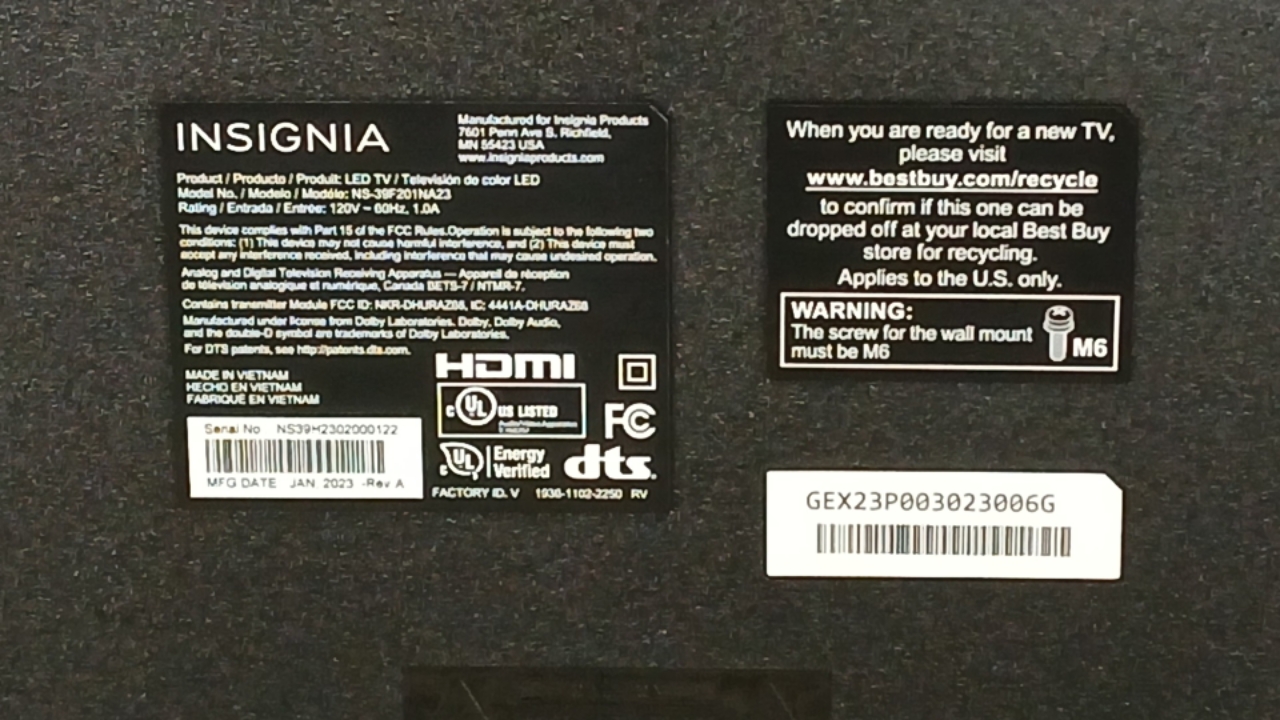 INSIGNIA
Manufactured for Insignia Products
7601 Penn Ave S. Richfield,
MN 55423 USA
www.insigniaproducts.com
Product / Producto / Produit: LED TV / Televisión de color LED
Model No. / Modelo / Modèle: NS-39F201NA23
Rating / Entrada / Entrée: 120V ~ 60Hz, 1.0A
This device complies with Part 15 of the FCC Rules.Operation is subject to the following two
conditions: (1) This device may not cause harmful interference, and (2) This device must
accept any interference received, including interference that may cause undesired operation.
Analog and Digital Television Receiving Apparatus — Appareil de réception
de télévision analogique et numérique, Canada BETS-7 / NTMR-7.
Contains transmitter Module FCC ID: NKR-DHURAZ88, IC: 4441A-DHURAZ88
Manufactured under license from Dolby Laboratories. Dolby, Dolby Audio,
and the double-D symbol are trademarks of Dolby Laboratories.
For DTS patents, see http://patents.dts.com.
MADE IN VIETNAM
HECHO EN VIETNAM
FABRIQUÉ EN VIETNAM
HDMI
c UL US LISTED
FC
c UL Energy
Verified
dts
Serial No NS39H2302000122
MFG DATE JAN. 2023 -Rev A
FACTORY ID. V 1936-1102-2250 RV
When you are ready for a new TV,
please visit
www.bestbuy.com/recycle
to confirm if this one can be
dropped off at your local Best Buy
store for recycling.
Applies to the U.S. only.
WARNING:
The screw for the wall mount
must be M6
M6
GEX23P003023006G